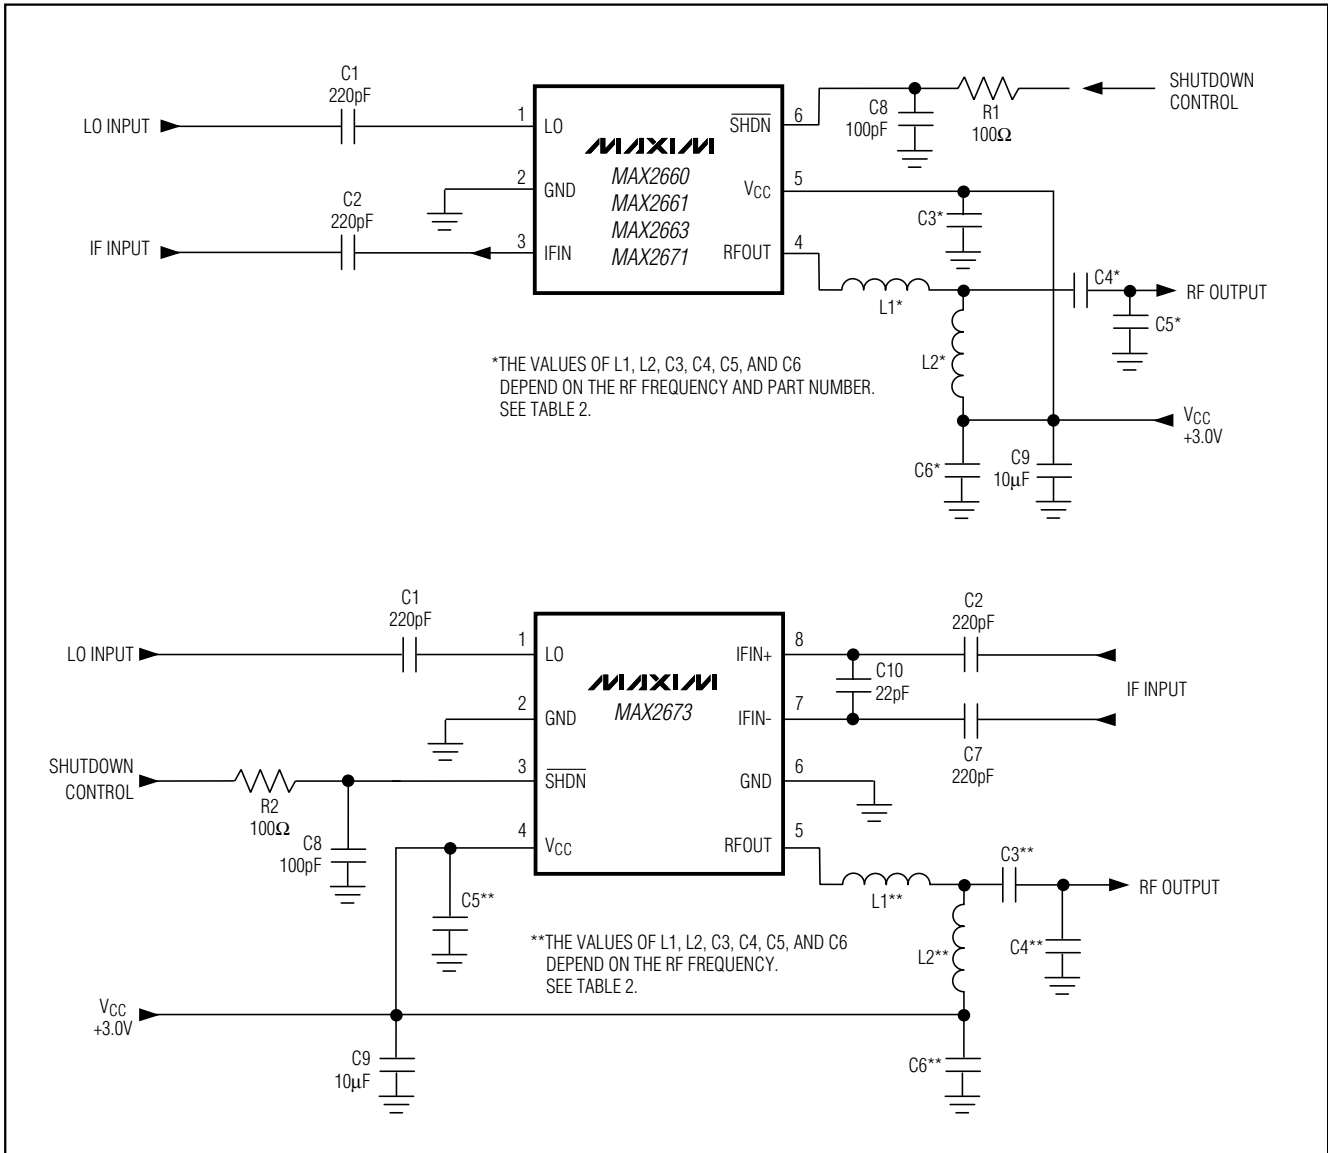 C1
220pF
LO INPUT
1
LO
MAXIM
MAX2660
MAX2661
MAX2663
MAX2671
SHDN
6
C8
100pF
R1
100Ω
SHUTDOWN
CONTROL
2
GND
VCC
5
C2
220pF
IF INPUT
3
IFIN
RFOUT
4
C3*
L1*
C4*
RF OUTPUT
C5*
L2*
*THE VALUES OF L1, L2, C3, C4, C5, AND C6
DEPEND ON THE RF FREQUENCY AND PART NUMBER.
SEE TABLE 2.
VCC
+3.0V
C6*
C9
10µF
C1
220pF
LO INPUT
1
LO
MAXIM
MAX2673
IFIN+
8
C2
220pF
C10
22pF
IF INPUT
2
GND
IFIN-
7
C7
220pF
SHUTDOWN
CONTROL
R2
100Ω
3
SHDN
GND
6
C8
100pF
4
VCC
RFOUT
5
C5**
L1**
C3**
RF OUTPUT
C4**
L2**
**THE VALUES OF L1, L2, C3, C4, C5, AND C6
DEPEND ON THE RF FREQUENCY.
SEE TABLE 2.
VCC
+3.0V
C9
10µF
C6**